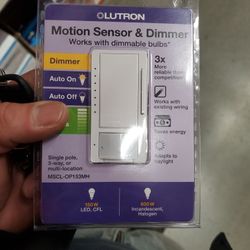 LUTRON
Motion Sensor & Dimmer
Works with dimmable bulbs*
Dimmer
Auto On
Auto Off
3x
More
reliable than
competition
Works with
existing wiring
Saves energy
Adapts to
daylight
Single pole,
3-way, or
multi-location
MSCL-OP153MH
150W
LED, CFL
600W
Incandescent,
Halogen